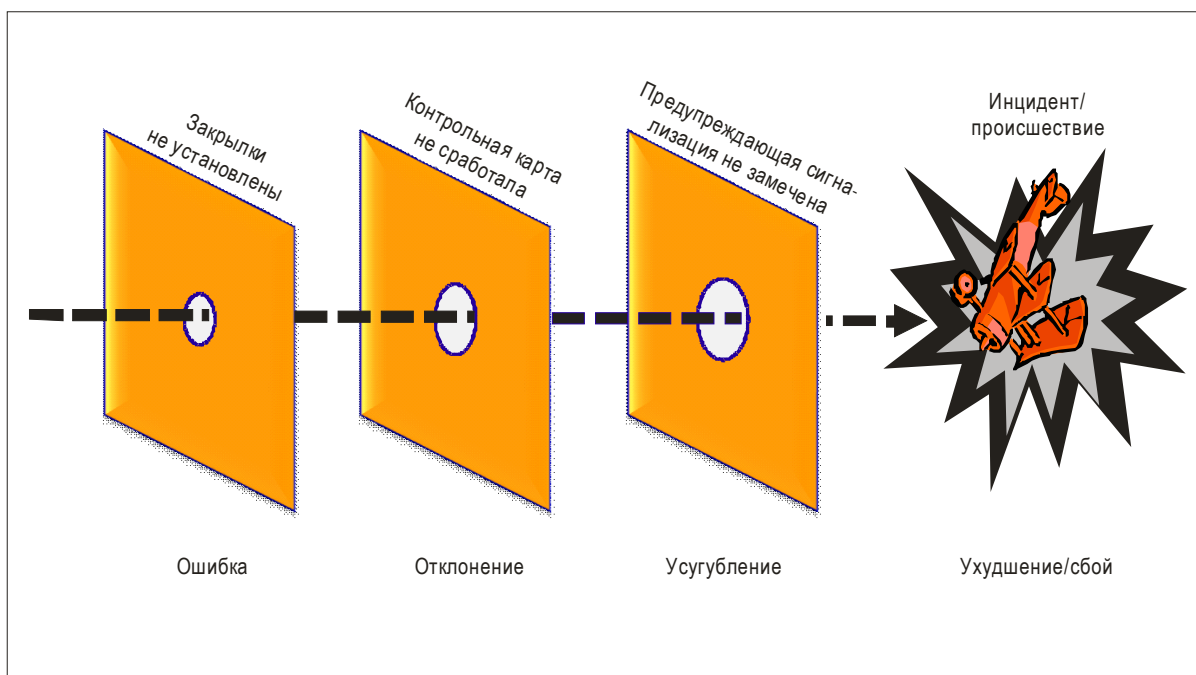 Закрылки
не установлены
Контрольная карта
не сработала
Предупреждающая сигна-
лизация не замечена
Инцидент/
происшествие
Ошибка
Отклонение
Усугубление
Ухудшение/сбой